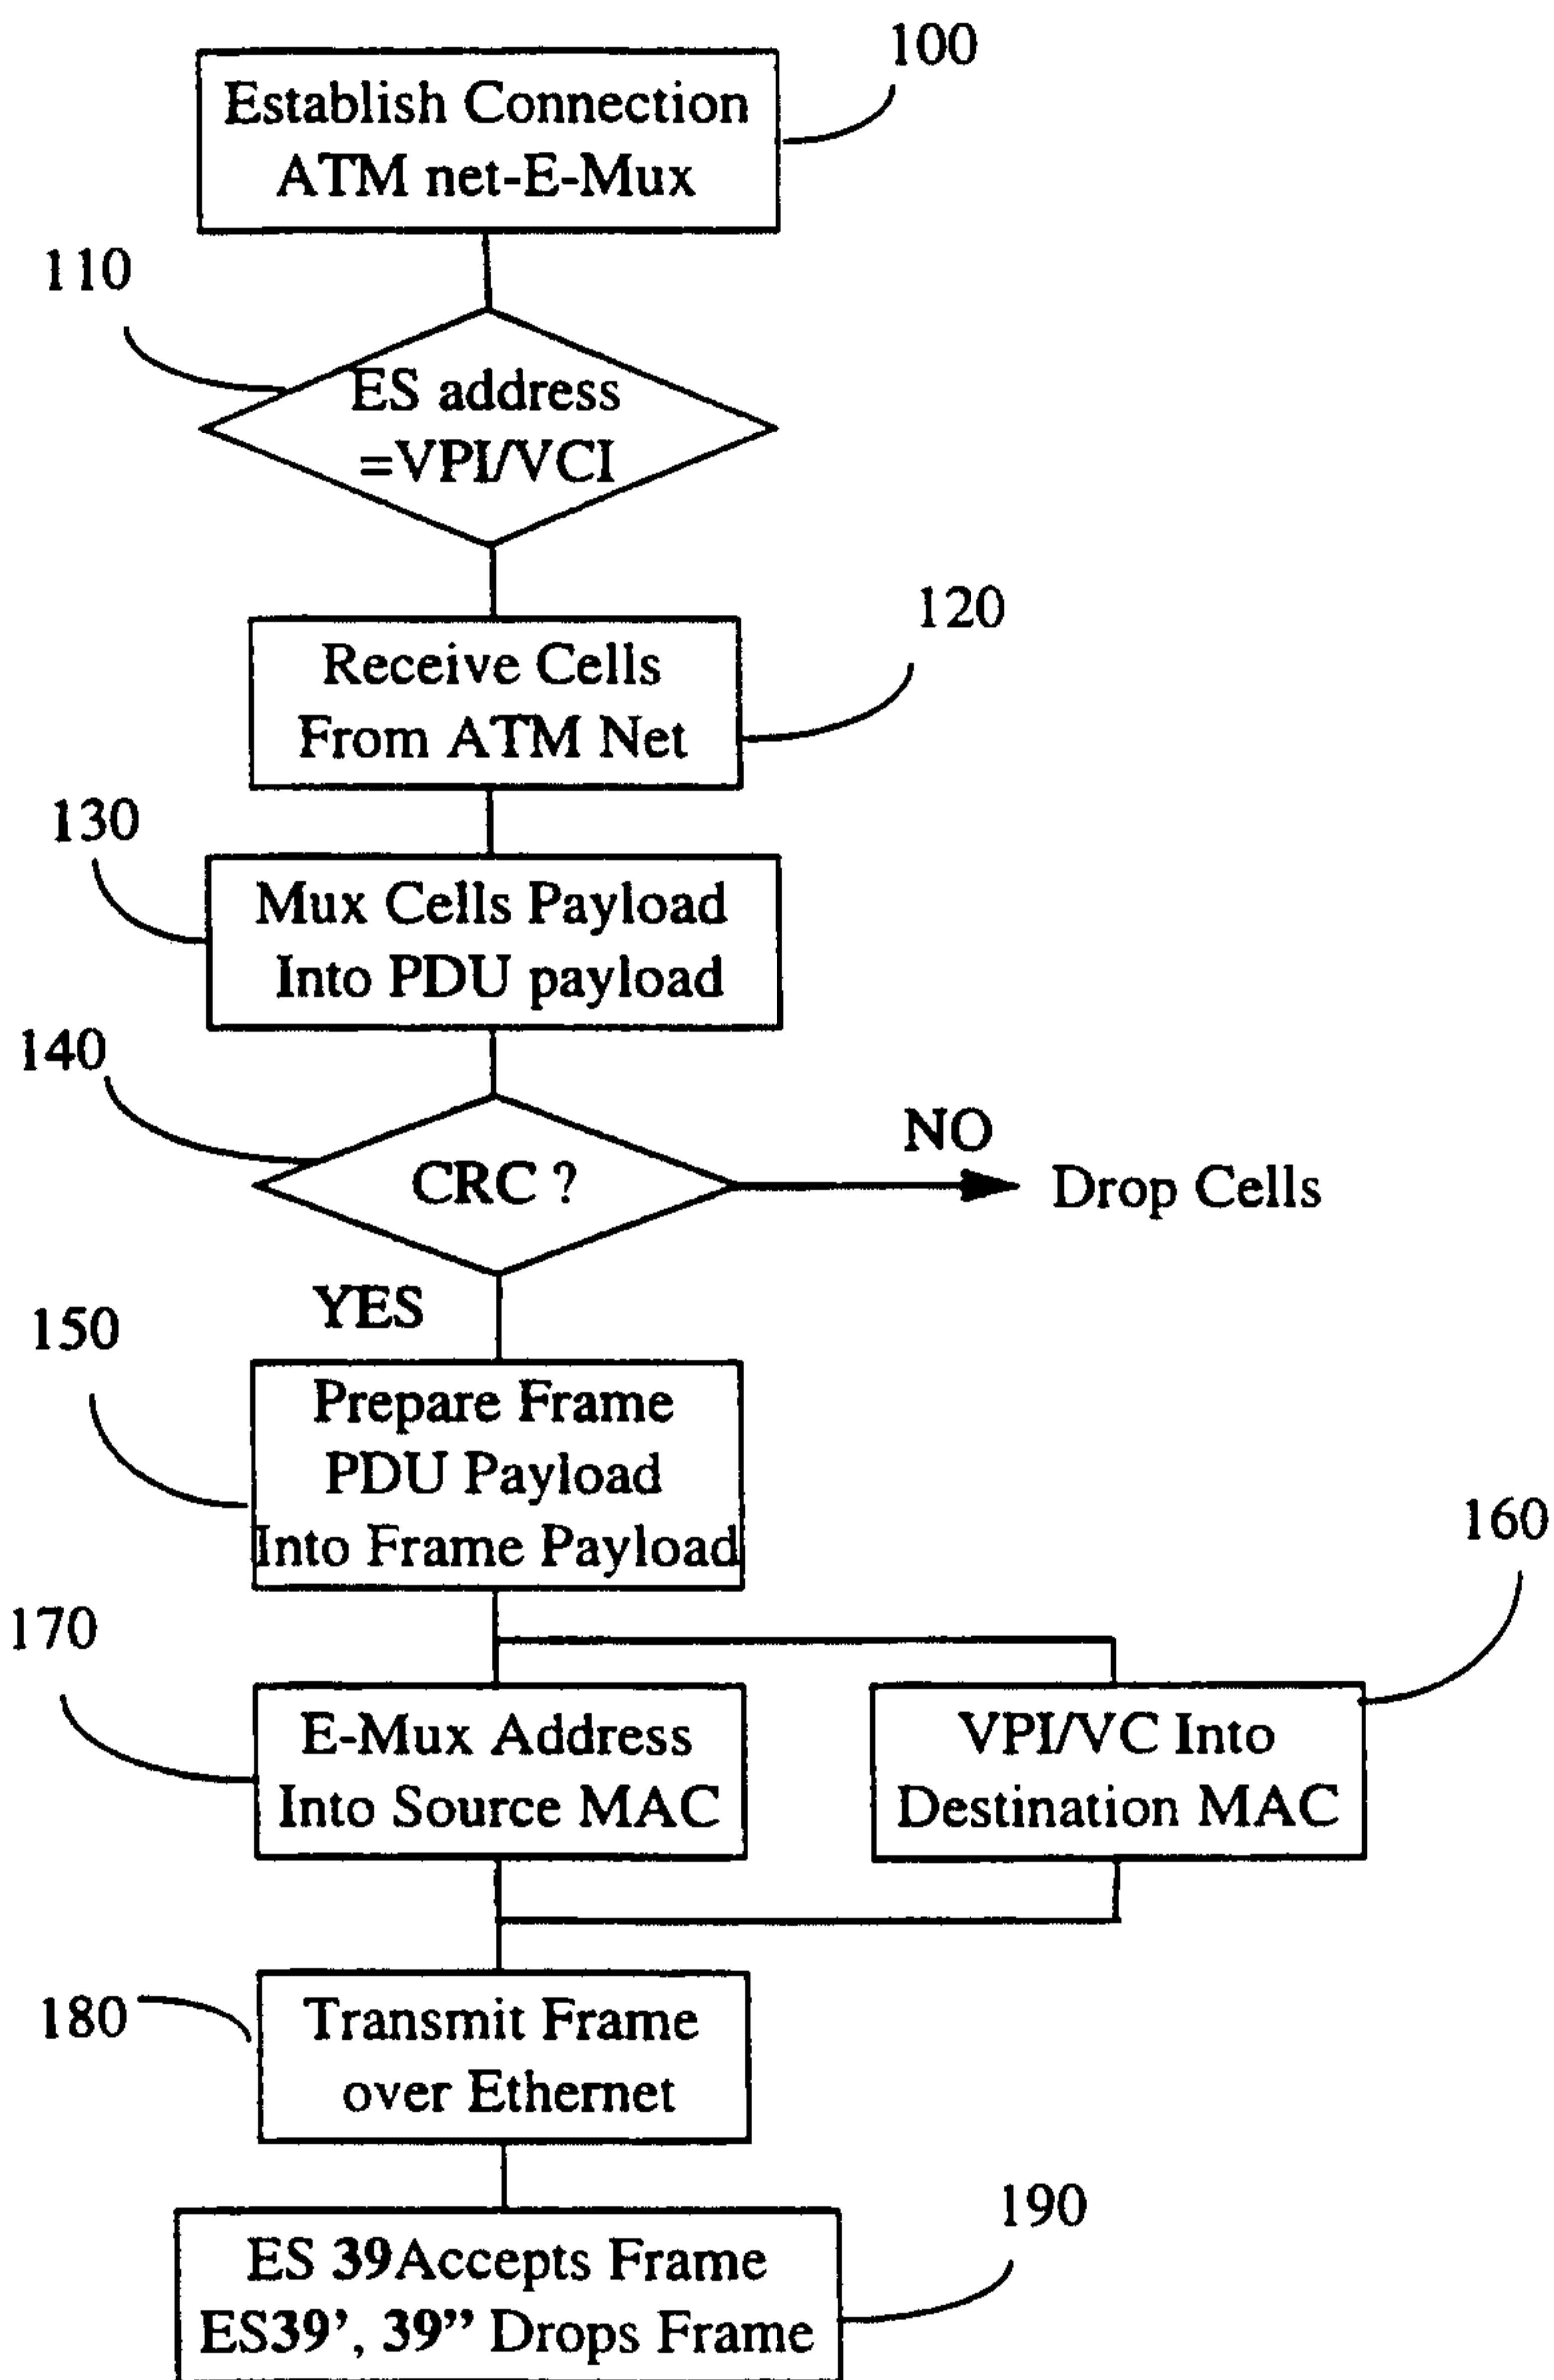 100
Establish Connection
ATM net-E-Mux
110
ES address
=VPI/VCI
120
Receive Cells
From ATM Net
130
Mux Cells Payload
Into PDU payload
140
CRC ?
NO
Drop Cells
YES
150
Prepare Frame
PDU Payload
Into Frame Payload
160
170
E-Mux Address
Into Source MAC
VPI/VC Into
Destination MAC
180
Transmit Frame
over Ethernet
190
ES 39Accepts Frame
ES39’, 39” Drops Frame